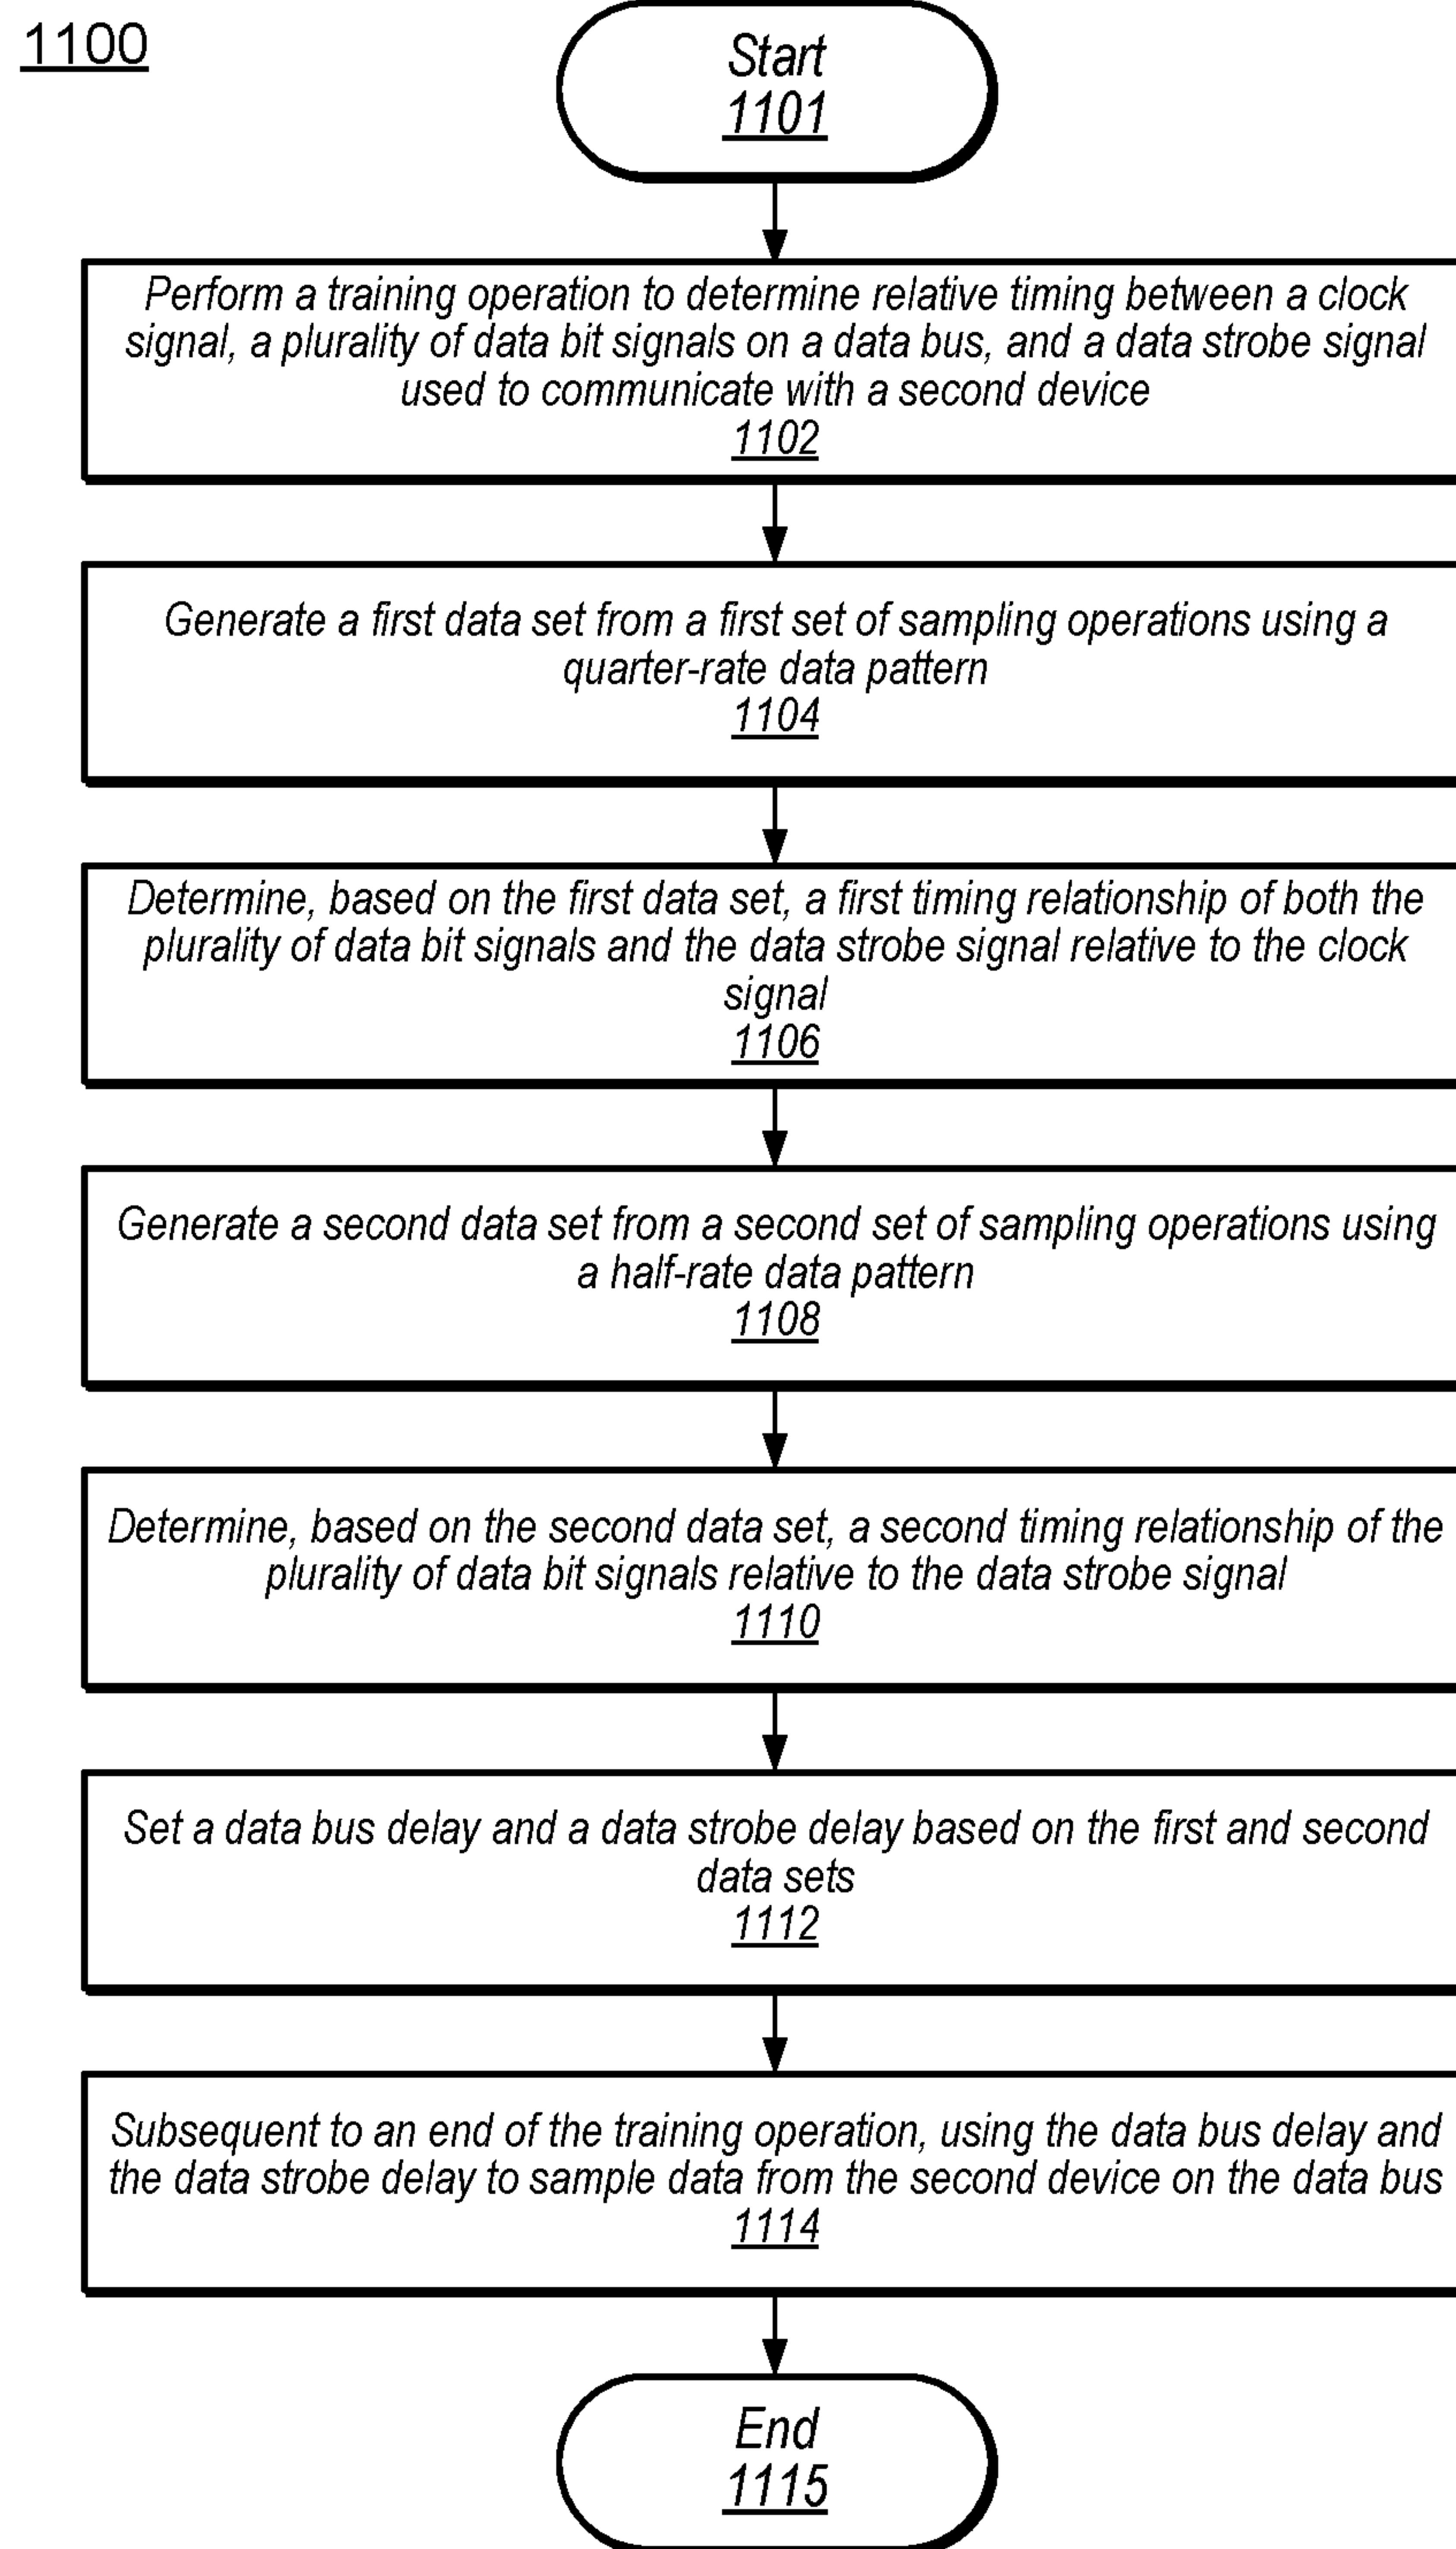 1100
Start
1101
Perform a training operation to determine relative timing between a clock
signal, a plurality of data bit signals on a data bus, and a data strobe signal
used to communicate with a second device
1102
Generate a first data set from a first set of sampling operations using a
quarter-rate data pattern
1104
Determine, based on the first data set, a first timing relationship of both the
plurality of data bit signals and the data strobe signal relative to the clock
signal
1106
Generate a second data set from a second set of sampling operations using
a half-rate data pattern
1108
Determine, based on the second data set, a second timing relationship of the
plurality of data bit signals relative to the data strobe signal
1110
Set a data bus delay and a data strobe delay based on the first and second
data sets
1112
Subsequent to an end of the training operation, using the data bus delay and
the data strobe delay to sample data from the second device on the data bus
1114
End
1115